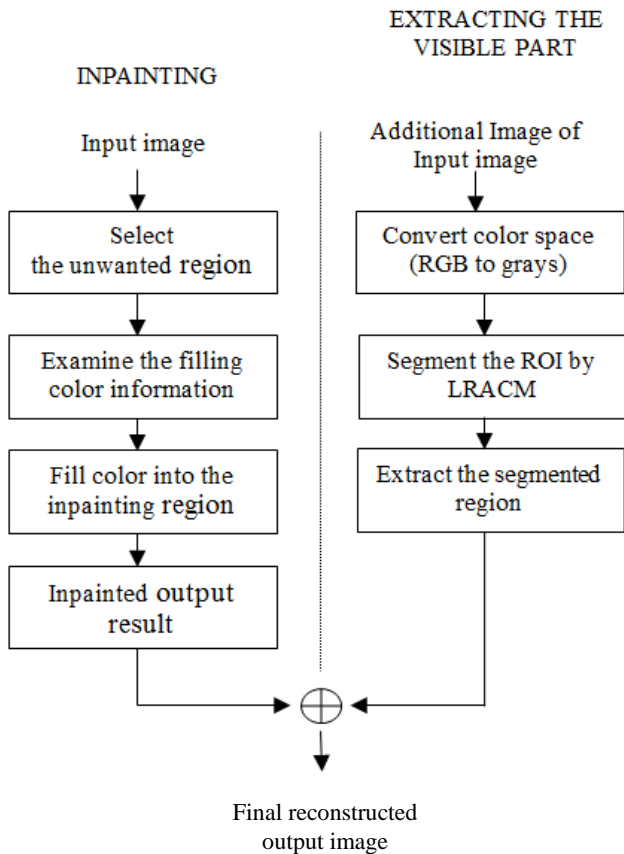 INPAINTING
Input image
Select
the unwanted region
Examine the filling
color information
Fill color into the
inpainting region
Inpainted output
result
EXTRACTING THE
VISIBLE PART
Additional Image of
Input image
Convert color space
(RGB to grays)
Segment the ROI by
LRACM
Extract the segmented
region
Final reconstructed
output image